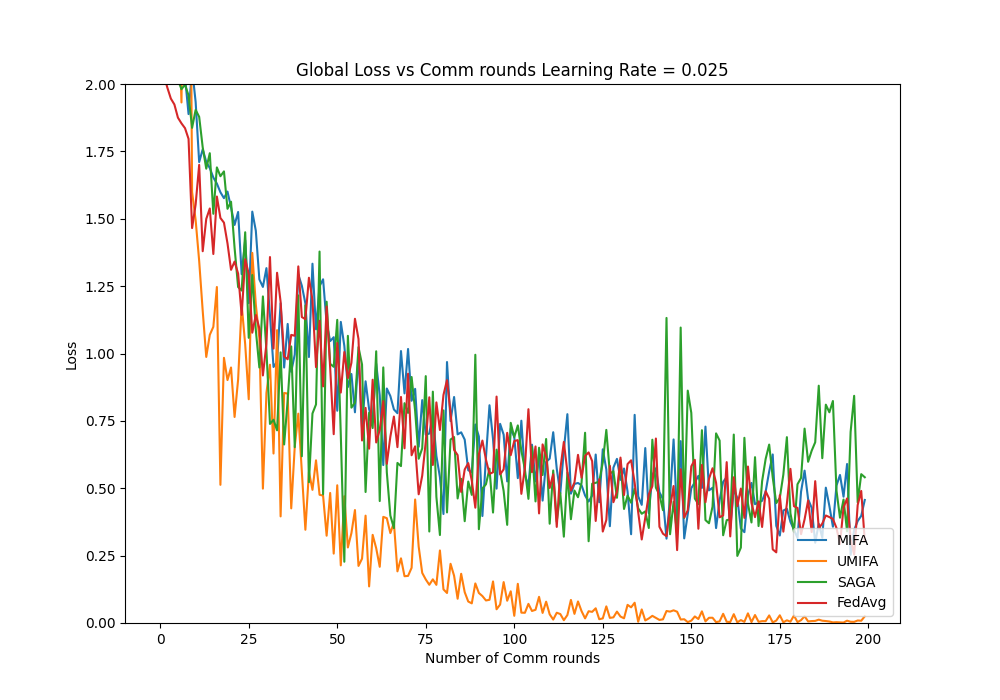 Global Loss vs Comm rounds Learning Rate = 0.025
2.00
1.75
1.50
1.25
1.00
0.75
0.50
0.25
0.00
Loss
MIFA
UMIFA
SAGA
FedAvg
0 25 50 75 100 125 150 175 200
Number of Comm rounds